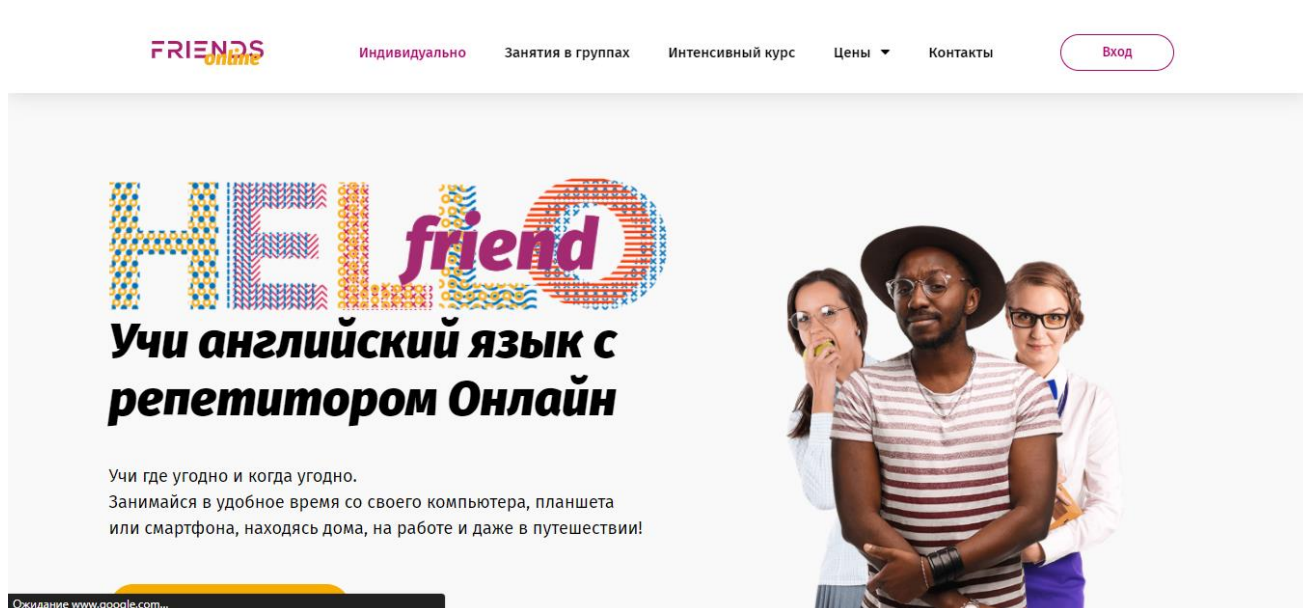 FRIENDS
online
Индивидуально Занятия в группах Интенсивный курс Цены Контакты Вход
HELLO
friend
Учи английский язык с
репетитором Онлайн
Учи где угодно и когда угодно.
Занимайся в удобное время со своего компьютера, планшета
или смартфона, находясь дома, на работе и даже в путешествии!
Ожидание www.google.com...